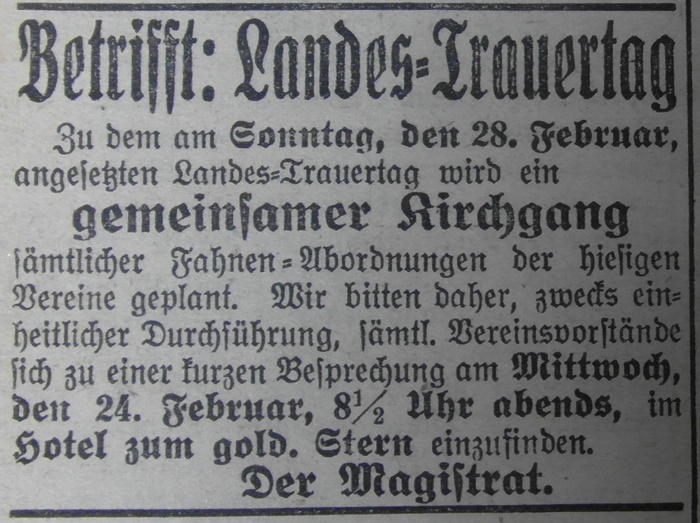 Betrifft: Landes-Trauertag
Zu dem am Sonntag, den 28. Februar,
angesetzten Landes-Trauertag wird ein
gemeinsamer Kirchgang
sämtlicher Fahnen-Abordnungen der hiesigen
Vereine geplant. Wir bitten daher, zwecks ein-
heitlicher Durchführung, sämtl. Vereinsvorstände
sich zu einer kurzen Besprechung am Mittwoch,
den 24. Februar, 8½ Uhr abends, im
Hotel zum gold. Stern einzufinden.
Der Magistrat.